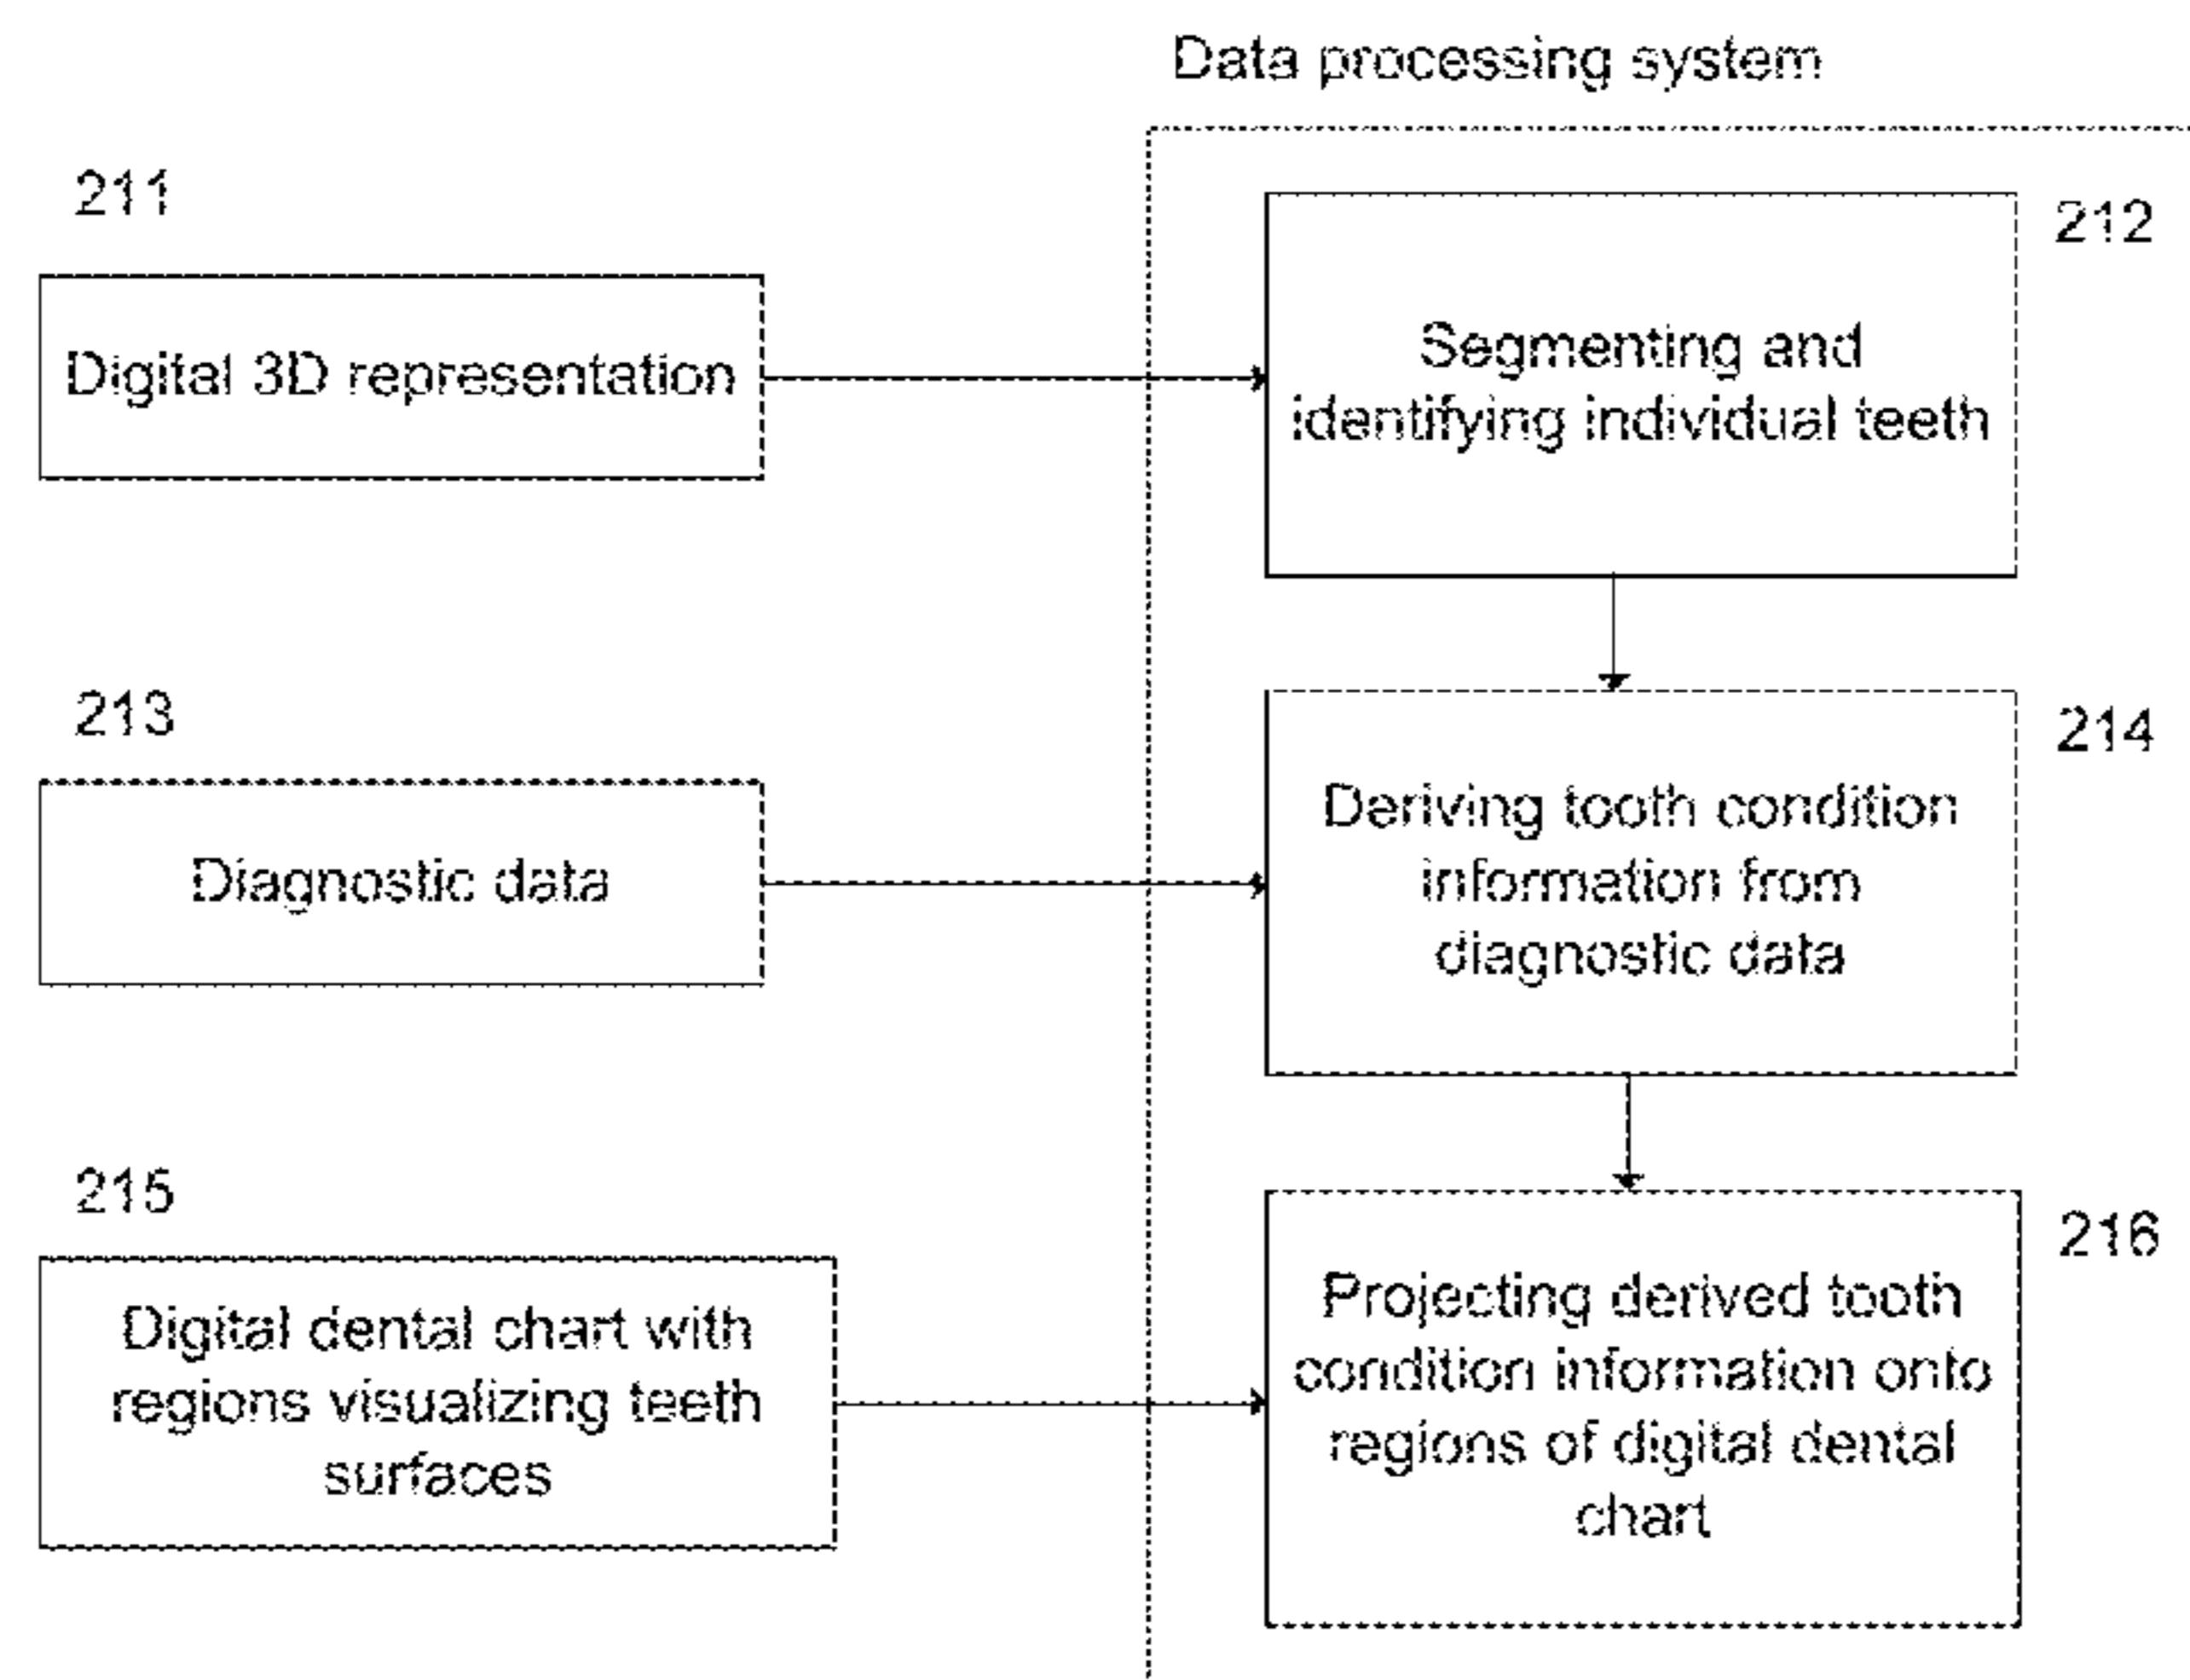 Data processing system
211
212
Digital 3D representation
Segmenting and
identifying individual teeth
213
214
Diagnostic data
Deriving tooth condition
information from
diagnostic data
215
216
Digital dental chart with
regions visualizing teeth
surfaces
Projecting derived tooth
condition information onto
regions of digital dental
chart